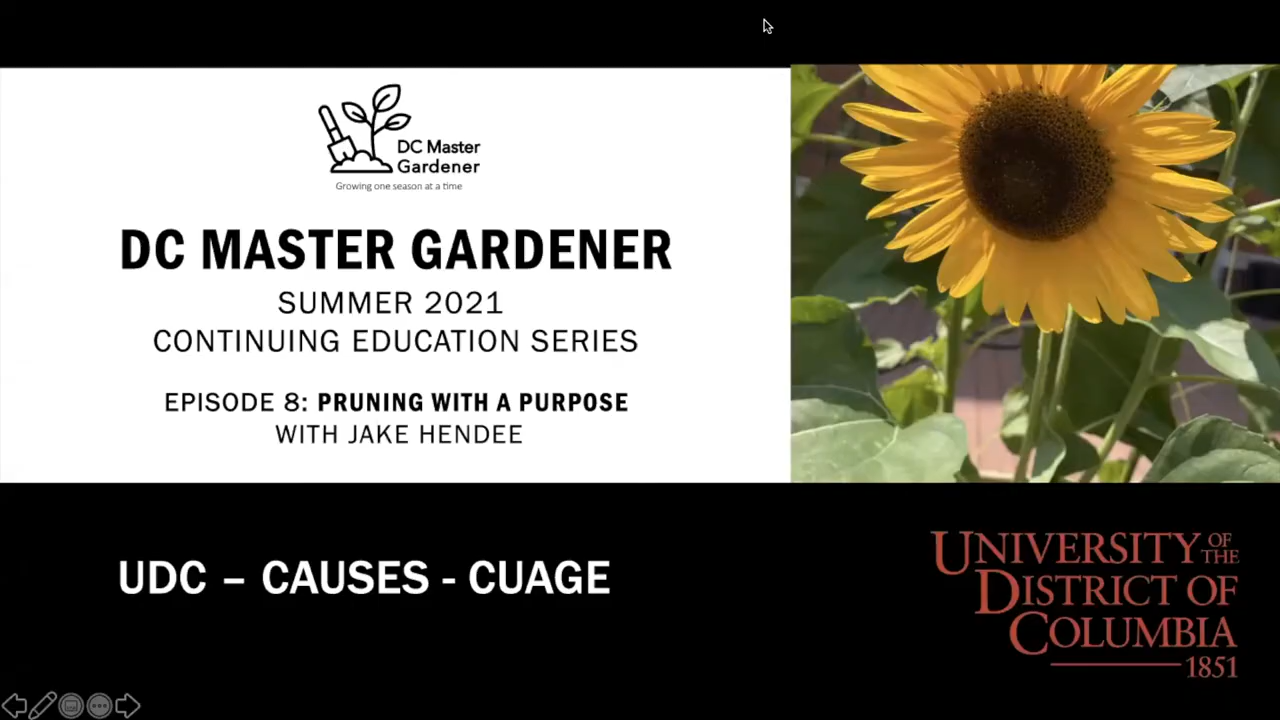 DC Master
Gardener
Growing one season at a time
DC MASTER GARDENER
SUMMER 2021
CONTINUING EDUCATION SERIES
EPISODE 8: PRUNING WITH A PURPOSE
WITH JAKE HENDEE
UDC – CAUSES - CUAGE
UNIVERSITY OF THE
DISTRICT OF
COLUMBIA
1851